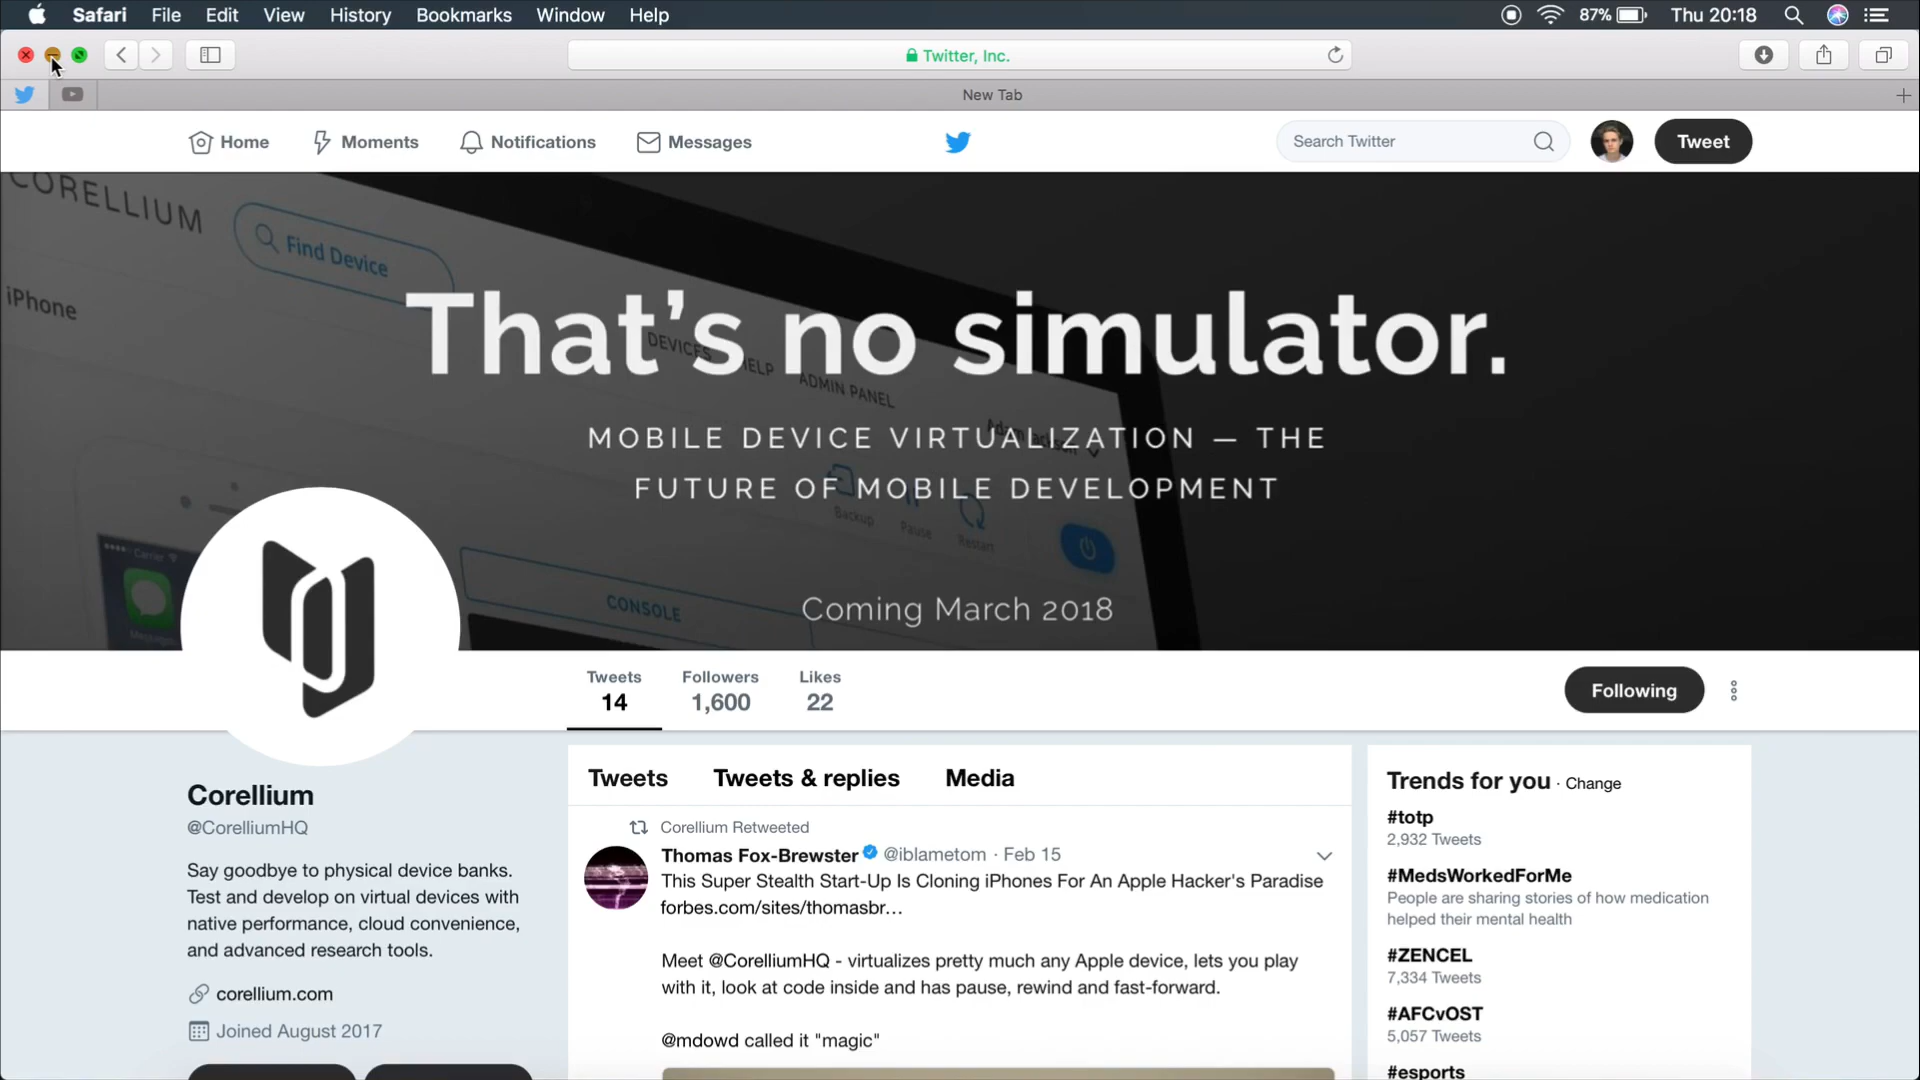 Safari File Edit View History Bookmarks Window Help 87% Thu 20:18
Twitter, Inc.
New Tab
Home Moments Notifications Messages Search Twitter Tweet
CORELLIUM
Find Device
iPhone
That's no simulator.
DEVICES HELP ADMIN PANEL
MOBILE DEVICE VIRTUALIZATION — THE
FUTURE OF MOBILE DEVELOPMENT
Backup Pause Restart
Carrier
Messages
CONSOLE
Coming March 2018
Tweets Followers Likes
14 1,600 22
Following
Corellium
@CorelliumHQ
Say goodbye to physical device banks.
Test and develop on virtual devices with
native performance, cloud convenience,
and advanced research tools.
corellium.com
Joined August 2017
Tweets Tweets & replies Media
Corellium Retweeted
Thomas Fox-Brewster @iblametom · Feb 15
This Super Stealth Start-Up Is Cloning iPhones For An Apple Hacker's Paradise
forbes.com/sites/thomasbr…
Meet @CorelliumHQ - virtualizes pretty much any Apple device, lets you play
with it, look at code inside and has pause, rewind and fast-forward.
@mdowd called it "magic"
Trends for you · Change
#totp
2,932 Tweets
#MedsWorkedForMe
People are sharing stories of how medication
helped their mental health
#ZENCEL
7,334 Tweets
#AFCvOST
5,057 Tweets
#esports